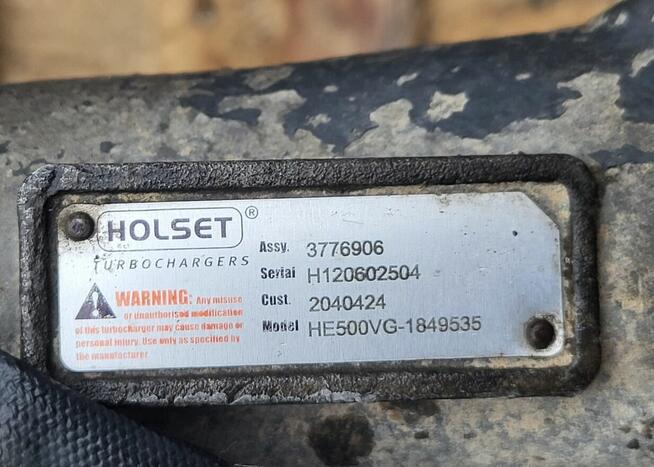 HOLSET®
TURBOCHARGERS
WARNING: Any misuse
or unauthorised modification
of this turbocharger may cause damage or
personal injury. Use only as specified by
the manufacturer
Assy. 3776906
Serial H120602504
Cust. 2040424
Model HE500VG-1849535